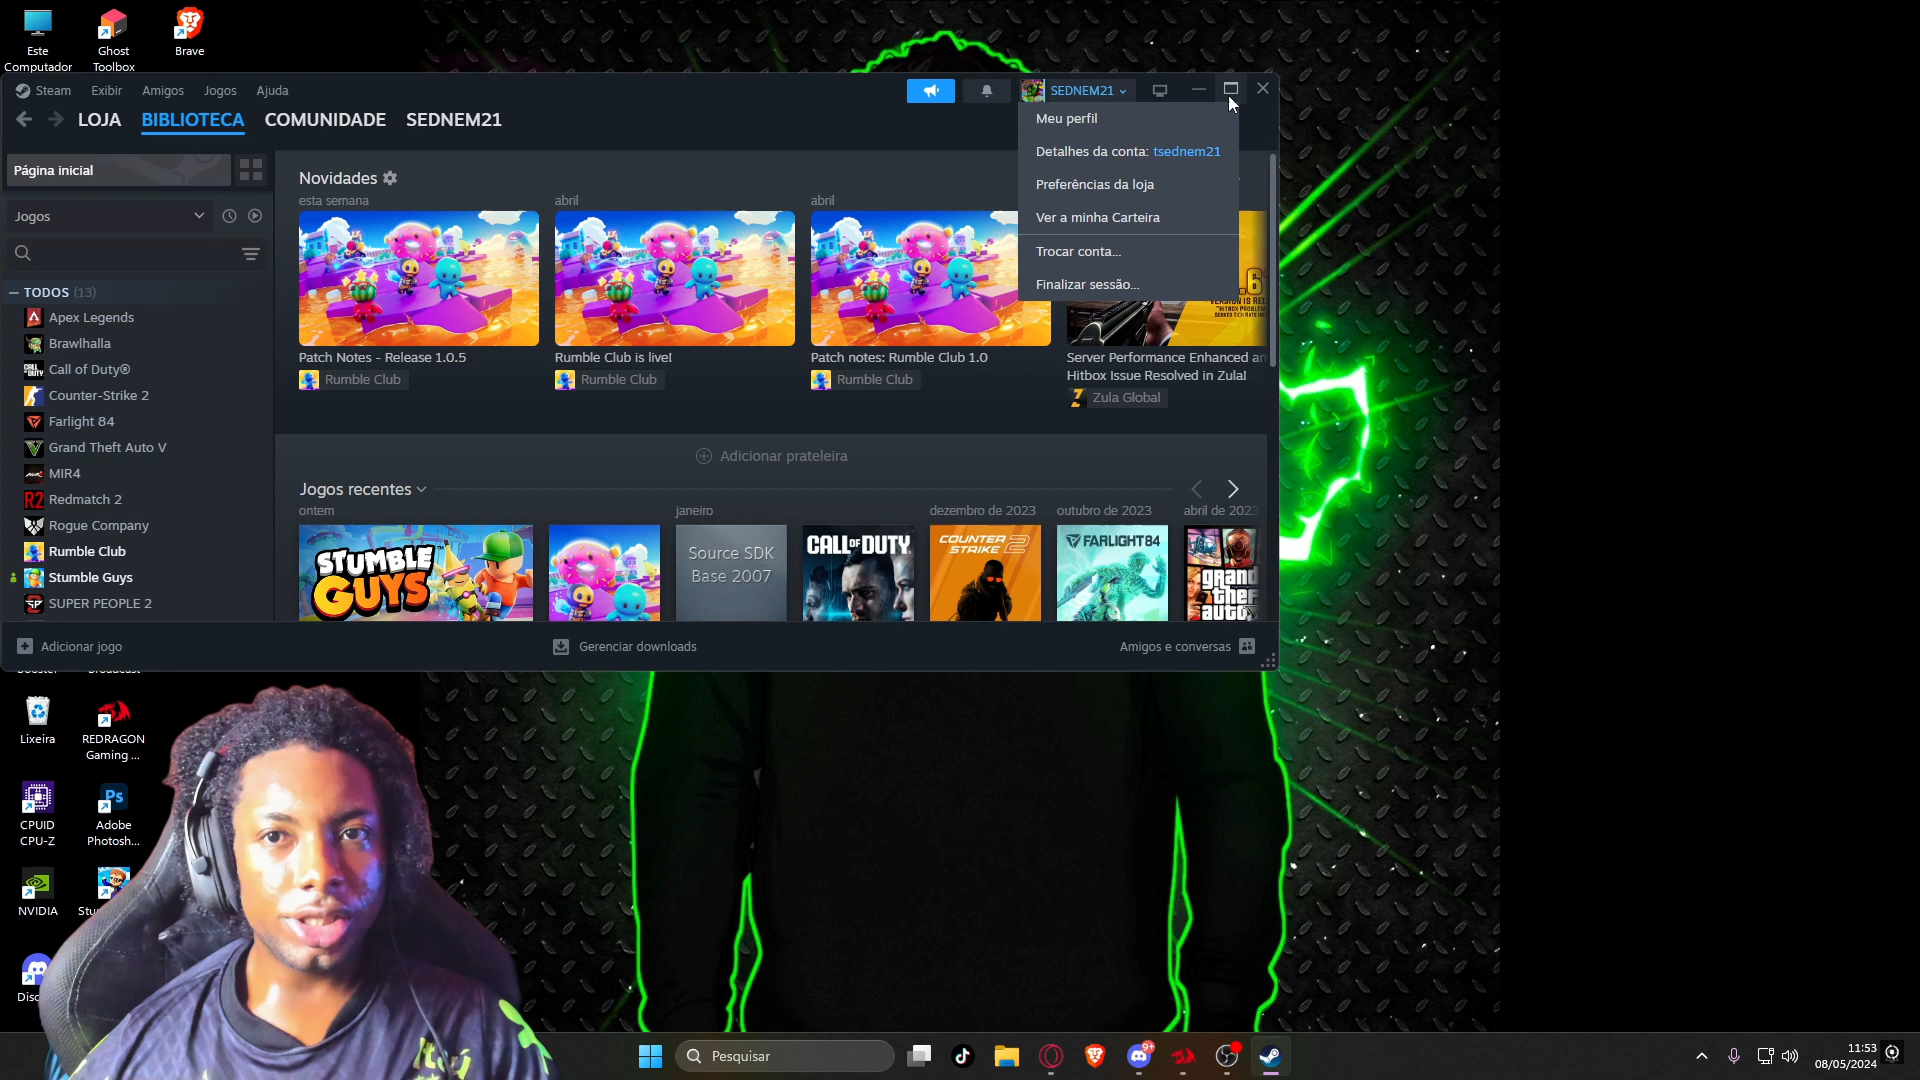 Este
Computador
Ghost
Toolbox
Brave
Steam
Exibir
Amigos
Jogos
Ajuda
SEDNEM21
LOJA
BIBLIOTECA
COMUNIDADE
SEDNEM21
Meu perfil
Detalhes da conta: tsednem21
Preferências da loja
Ver a minha Carteira
Trocar conta...
Finalizar sessão...
Página inicial
Jogos
TODOS (13)
Apex Legends
Brawlhalla
Call of Duty®
Counter-Strike 2
Farlight 84
Grand Theft Auto V
MIR4
Redmatch 2
Rogue Company
Rumble Club
Stumble Guys
SUPER PEOPLE 2
Novidades
esta semana
abril
abril
Patch Notes - Release 1.0.5
Rumble Club
Rumble Club is live!
Rumble Club
Patch notes: Rumble Club 1.0
Rumble Club
Server Performance Enhanced an
Hitbox Issue Resolved in Zula!
Zula Global
Adicionar prateleira
Jogos recentes
ontem
janeiro
dezembro de 2023
outubro de 2023
abril de 2023
STUMBLE
GUYS
Source SDK
Base 2007
CALL OF DUTY
COUNTER
STRIKE 2
FARLIGHT84
grand
theft
auto
Adicionar jogo
Gerenciar downloads
Amigos e conversas
Lixeira
REDRAGON
Gaming ...
CPUID
CPU-Z
Ps
Adobe
Photosh...
NVIDIA
Pesquisar
9+
11:53
08/05/2024